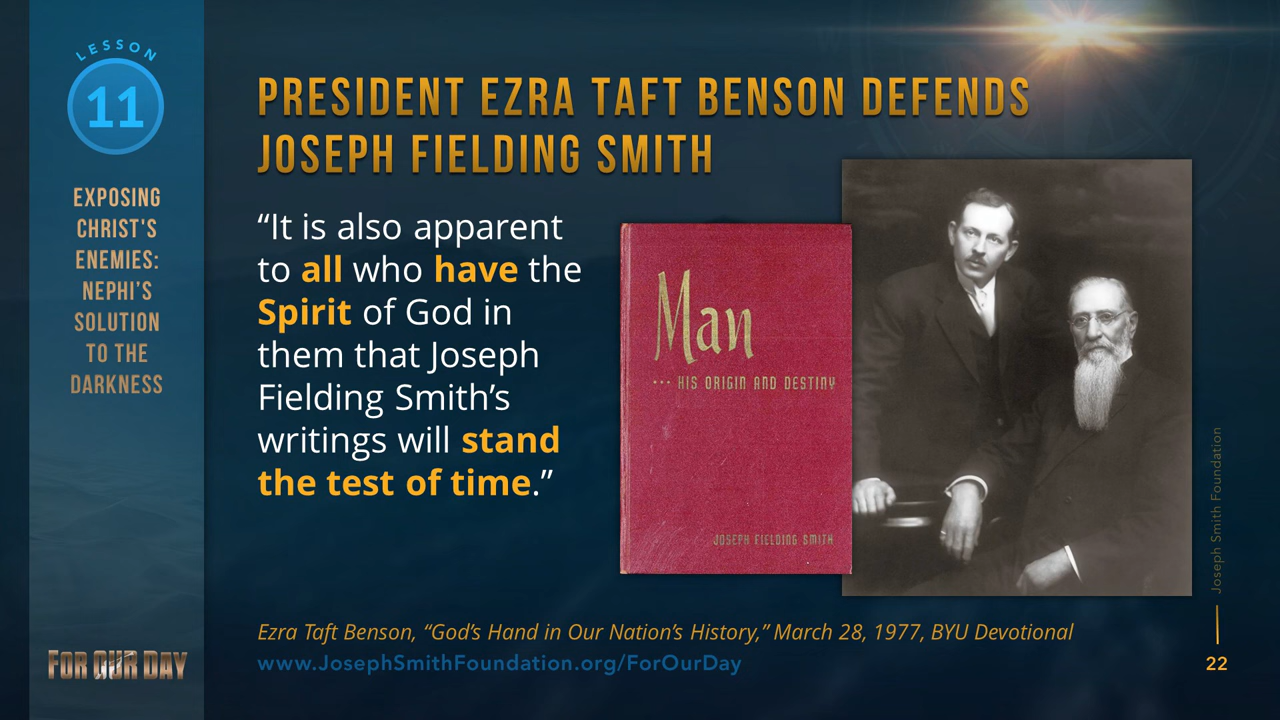 LESSON
11
EXPOSING
CHRIST'S
ENEMIES:
NEPHI'S
SOLUTION
TO THE
DARKNESS
FOR OUR DAY
PRESIDENT EZRA TAFT BENSON DEFENDS
JOSEPH FIELDING SMITH
“It is also apparent
to all who have the
Spirit of God in
them that Joseph
Fielding Smith’s
writings will stand
the test of time.”
Man
... HIS ORIGIN AND DESTINY
JOSEPH FIELDING SMITH
Ezra Taft Benson, “God’s Hand in Our Nation’s History,” March 28, 1977, BYU Devotional
www.JosephSmithFoundation.org/ForOurDay
Joseph Smith Foundation
22